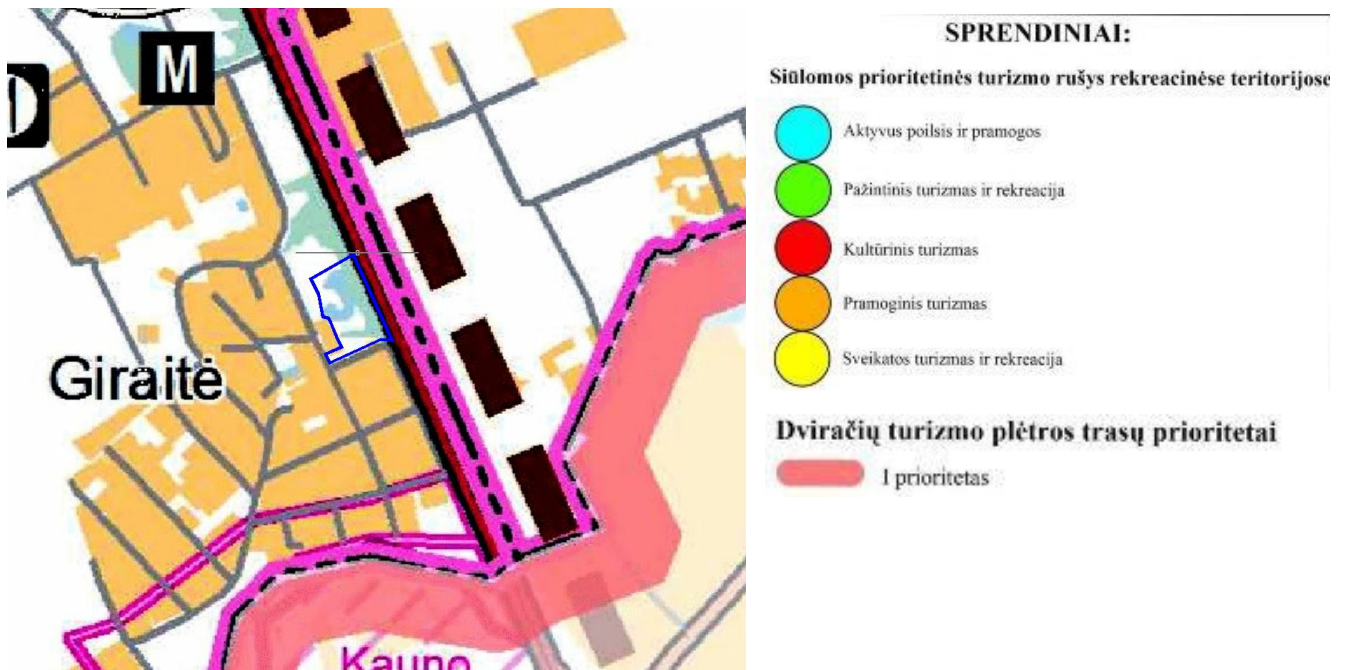 M
Giraitė
Kauno
SPRENDINIAI:
Siūlomos prioritetinės turizmo rušys rekreacinėse teritorijose
Aktyvus poilsis ir pramogos
Pažintinis turizmas ir rekreacija
Kultūrinis turizmas
Pramoginis turizmas
Sveikatos turizmas ir rekreacija
Dviračių turizmo plėtros trasų prioritetai
I prioritetas